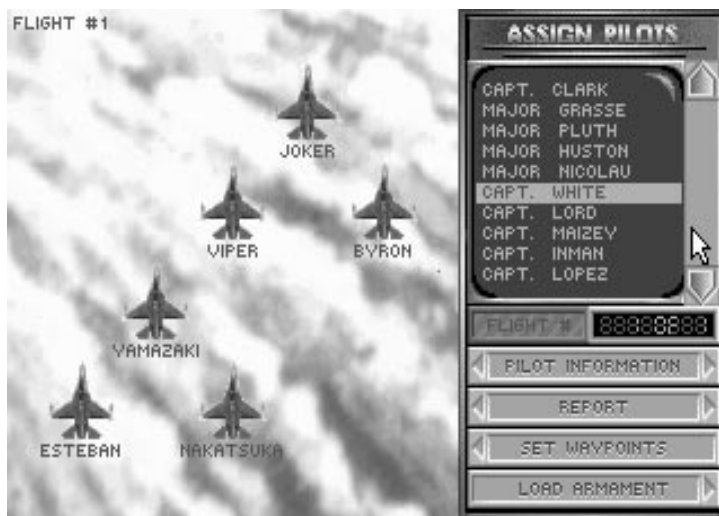 FLIGHT #1
JOKER
VIPER
BYRON
YAMAZAKI
ESTEBAN
NAKATSUKA
ASSIGN PILOTS
CAPT. CLARK
MAJOR GRASSE
MAJOR PLUTH
MAJOR HUSTON
MAJOR NICOLAU
CAPT. WHITE
CAPT. LORD
CAPT. MAIZEY
CAPT. INMAN
CAPT. LOPEZ
FLIGHT #
PILOT INFORMATION
REPORT
SET WAYPOINTS
LOAD ARMAMENT